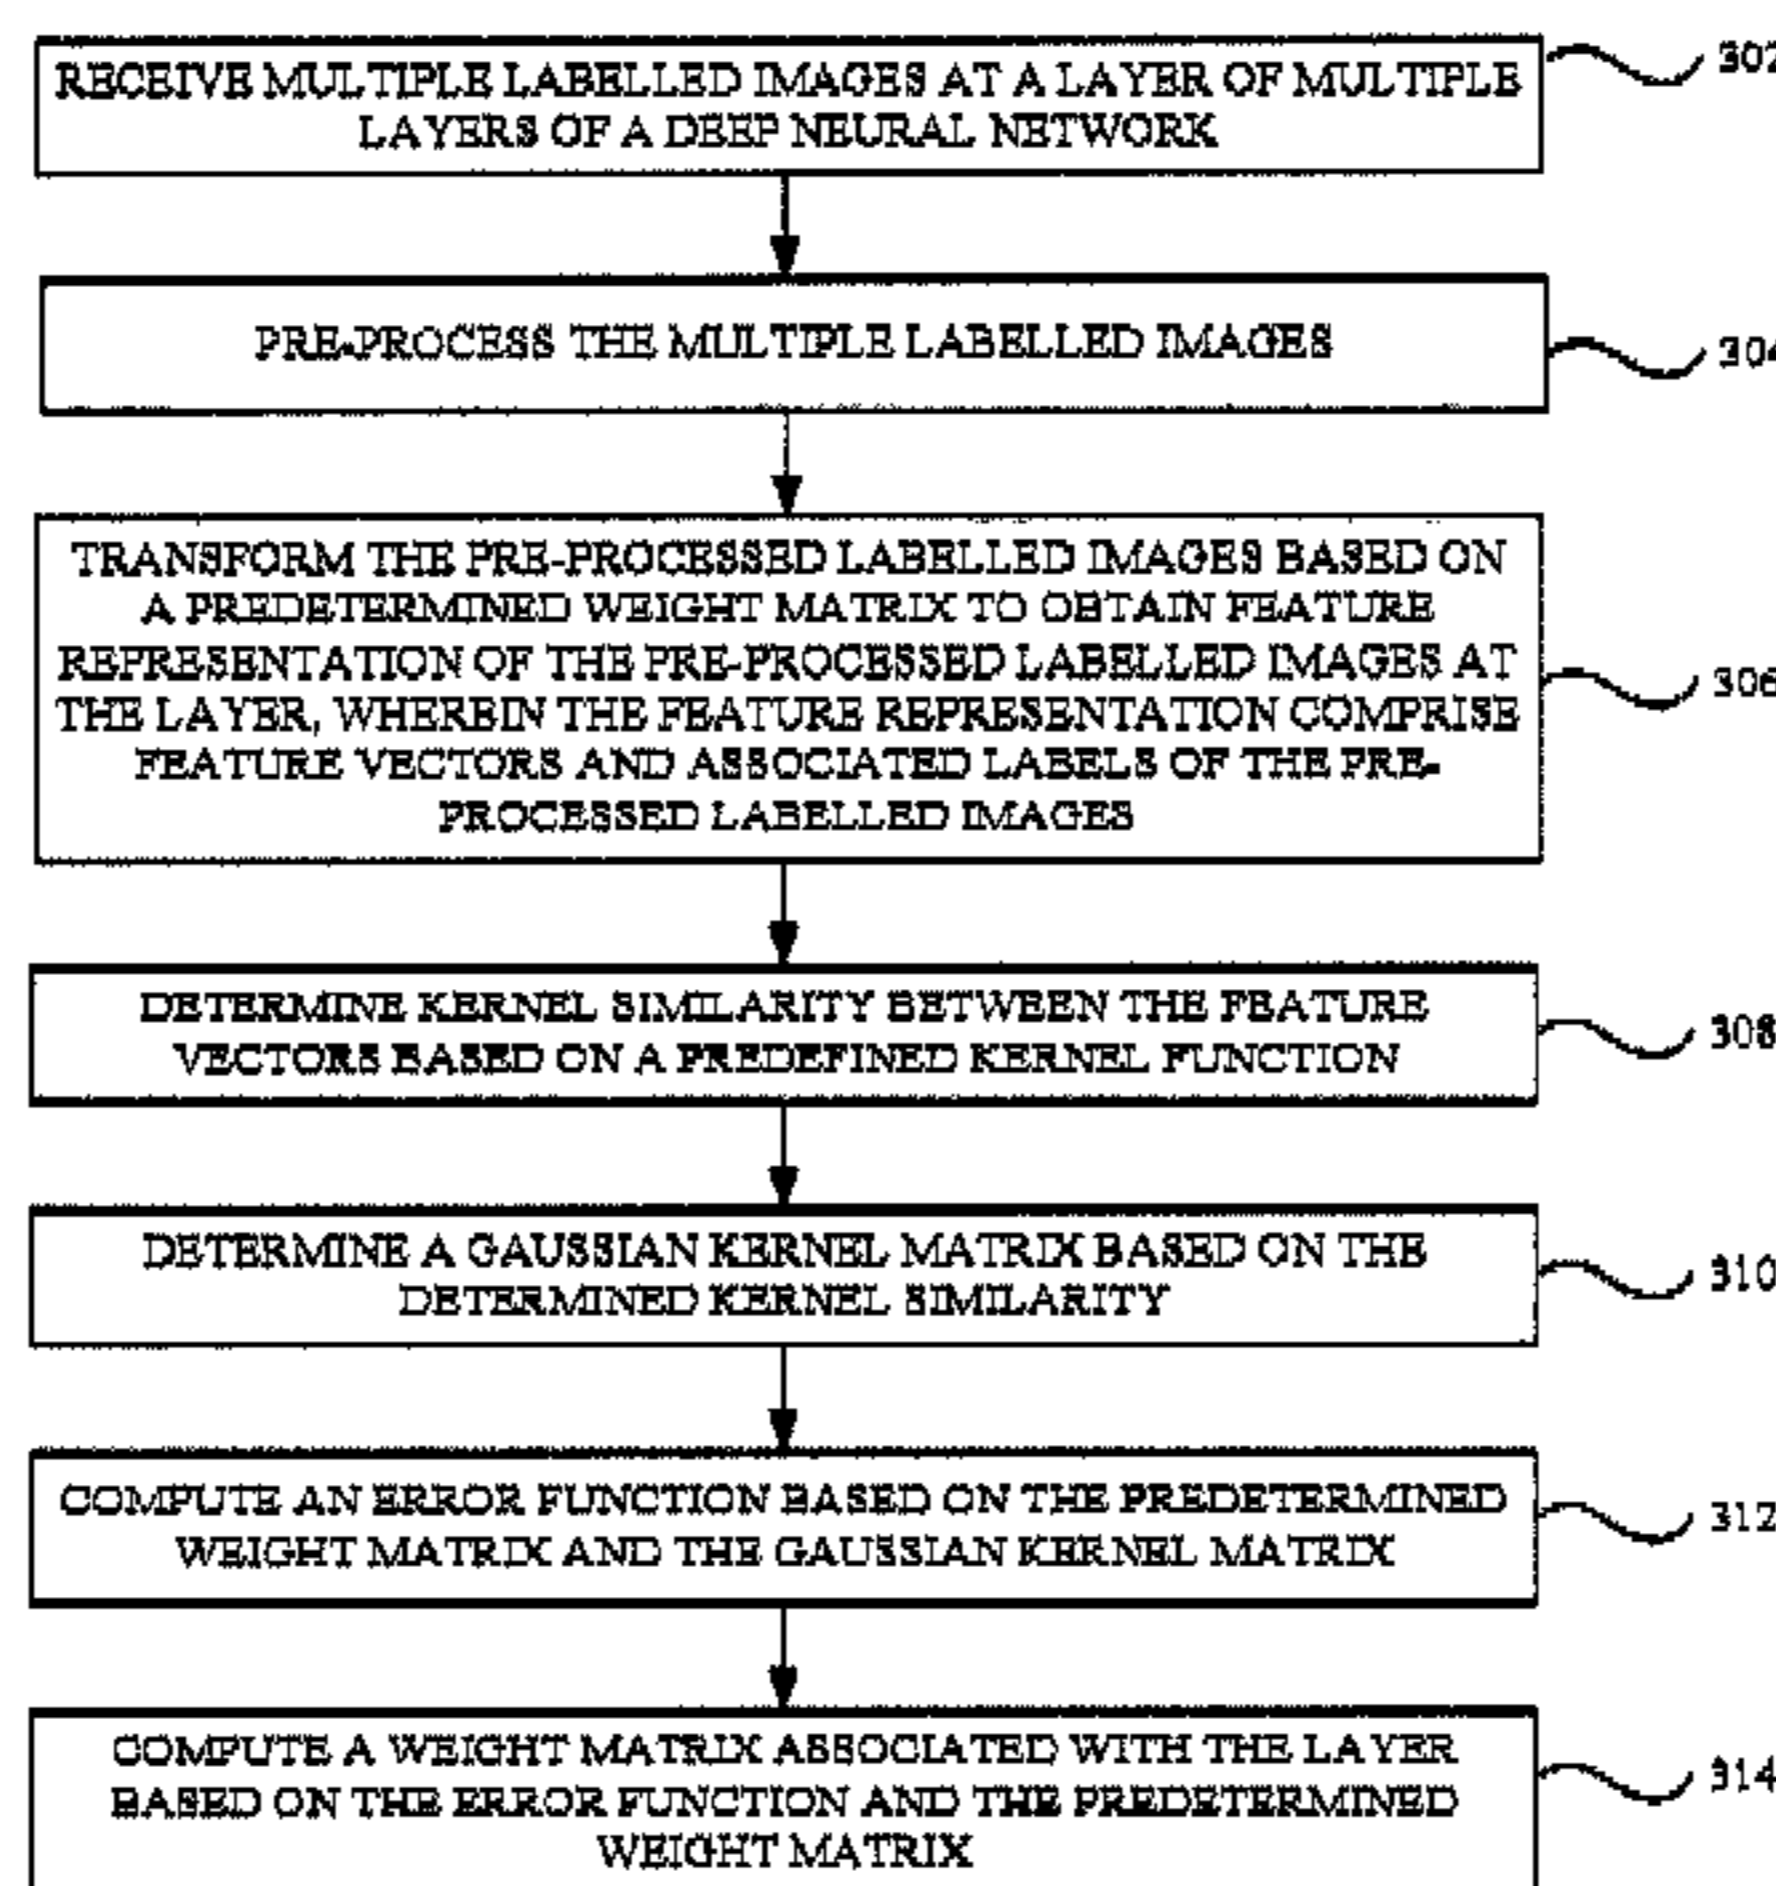 RECEIVE MULTIPLE LABELLED IMAGES AT A LAYER OF MULTIPLE
LAYERS OF A DEEP NEURAL NETWORK
302
PRE-PROCESS THE MULTIPLE LABELLED IMAGES
304
TRANSFORM THE PRE-PROCESSED LABELLED IMAGES BASED ON
A PREDETERMINED WEIGHT MATRIX TO OBTAIN FEATURE
REPRESENTATION OF THE PRE-PROCESSED LABELLED IMAGES AT
THE LAYER, WHEREIN THE FEATURE REPRESENTATION COMPRISE
FEATURE VECTORS AND ASSOCIATED LABELS OF THE PRE-
PROCESSED LABELLED IMAGES
306
DETERMINE KERNEL SIMILARITY BETWEEN THE FEATURE
VECTORS BASED ON A PREDEFINED KERNEL FUNCTION
308
DETERMINE A GAUSSIAN KERNEL MATRIX BASED ON THE
DETERMINED KERNEL SIMILARITY
310
COMPUTE AN ERROR FUNCTION BASED ON THE PREDETERMINED
WEIGHT MATRIX AND THE GAUSSIAN KERNEL MATRIX
312
COMPUTE A WEIGHT MATRIX ASSOCIATED WITH THE LAYER
BASED ON THE ERROR FUNCTION AND THE PREDETERMINED
WEIGHT MATRIX
314